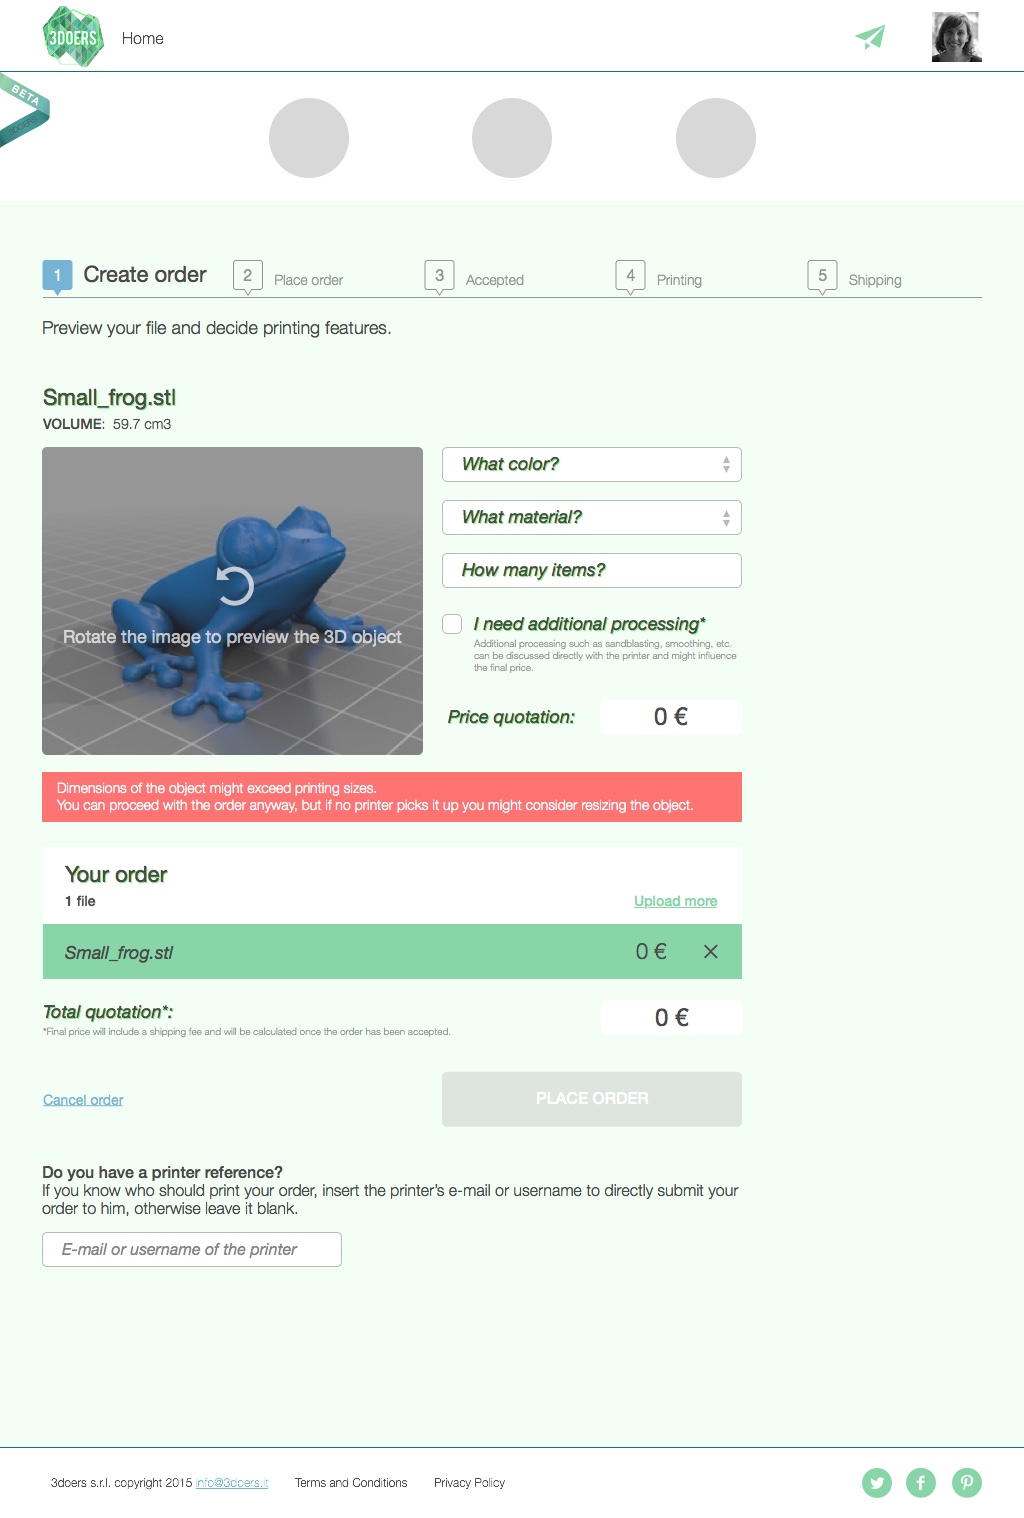 3DOERS
Home
BETA
3DOERS
1 Create order
2 Place order
3 Accepted
4 Printing
5 Shipping
Preview your file and decide printing features.
Small_frog.stl
VOLUME: 59.7 cm3
Rotate the image to preview the 3D object
What color?
What material?
How many items?
I need additional processing*
Additional processing such as sandblasting, smoothing, etc.
can be discussed directly with the printer and might influence
the final price.
Price quotation: 0 €
Dimensions of the object might exceed printing sizes.
You can proceed with the order anyway, but if no printer picks it up you might consider resizing the object.
Your order
1 file
Upload more
Small_frog.stl 0 € ×
Total quotation*: 0 €
*Final price will include a shipping fee and will be calculated once the order has been accepted.
Cancel order
PLACE ORDER
Do you have a printer reference?
If you know who should print your order, insert the printer's e-mail or username to directly submit your
order to him, otherwise leave it blank.
E-mail or username of the printer
3doers s.r.l. copyright 2015 info@3doers.it
Terms and Conditions
Privacy Policy